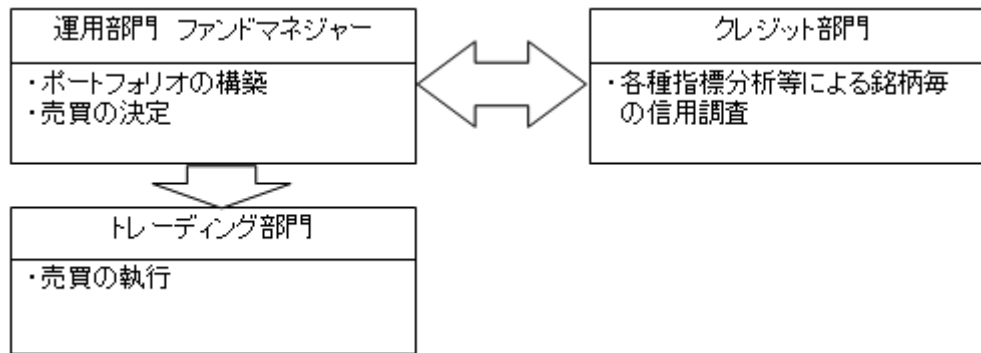 運用部門 ファンドマネジャー
・ポートフォリオの構築
・売買の決定
クレジット部門
・各種指標分析等による銘柄毎
の信用調査
トレーディング部門
・売買の執行